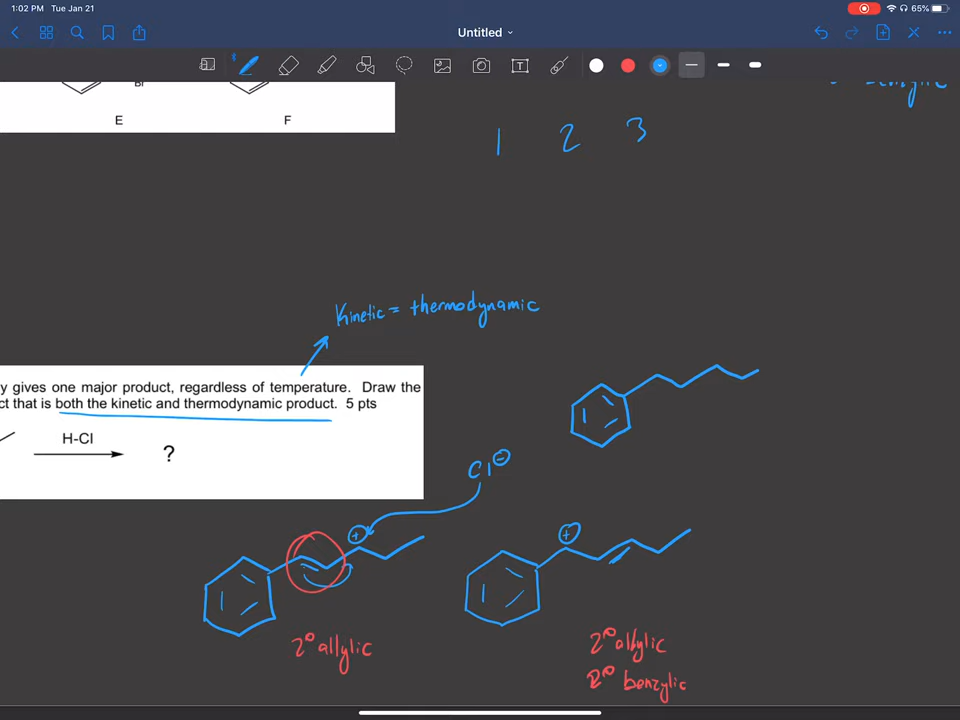 1:02 PM Tue Jan 21
65%
Untitled
T
Br
E
F
1 2 3
Kinetic = thermodynamic
y gives one major product, regardless of temperature. Draw the
ct that is both the kinetic and thermodynamic product. 5 pts
H-Cl
?
Cl⊖
+
+
2° allylic
2° allylic
2° benzylic